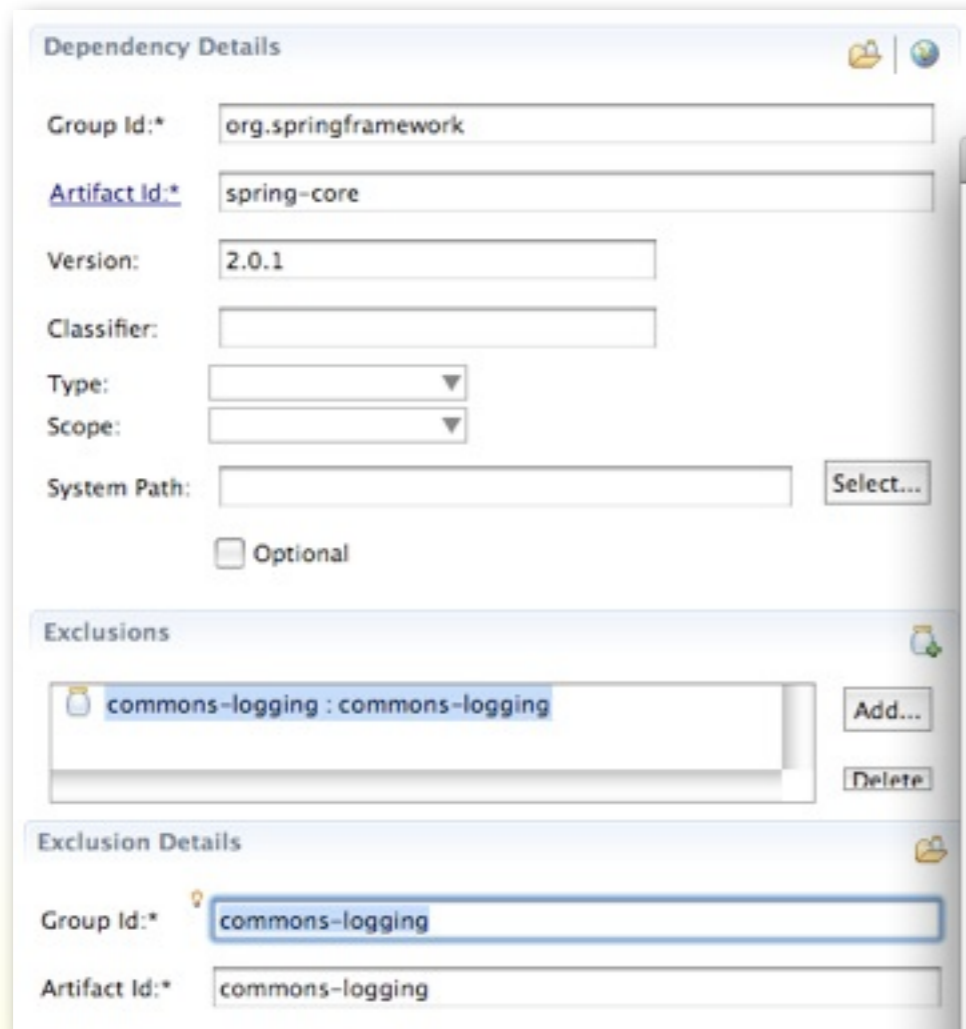 Dependency Details
Group Id:* org.springframework
Artifact Id:* spring-core
Version: 2.0.1
Classifier:
Type:
Scope:
System Path: Select...
Optional
Exclusions
commons-logging : commons-logging
Add...
Delete
Exclusion Details
Group Id:* commons-logging
Artifact Id:* commons-logging